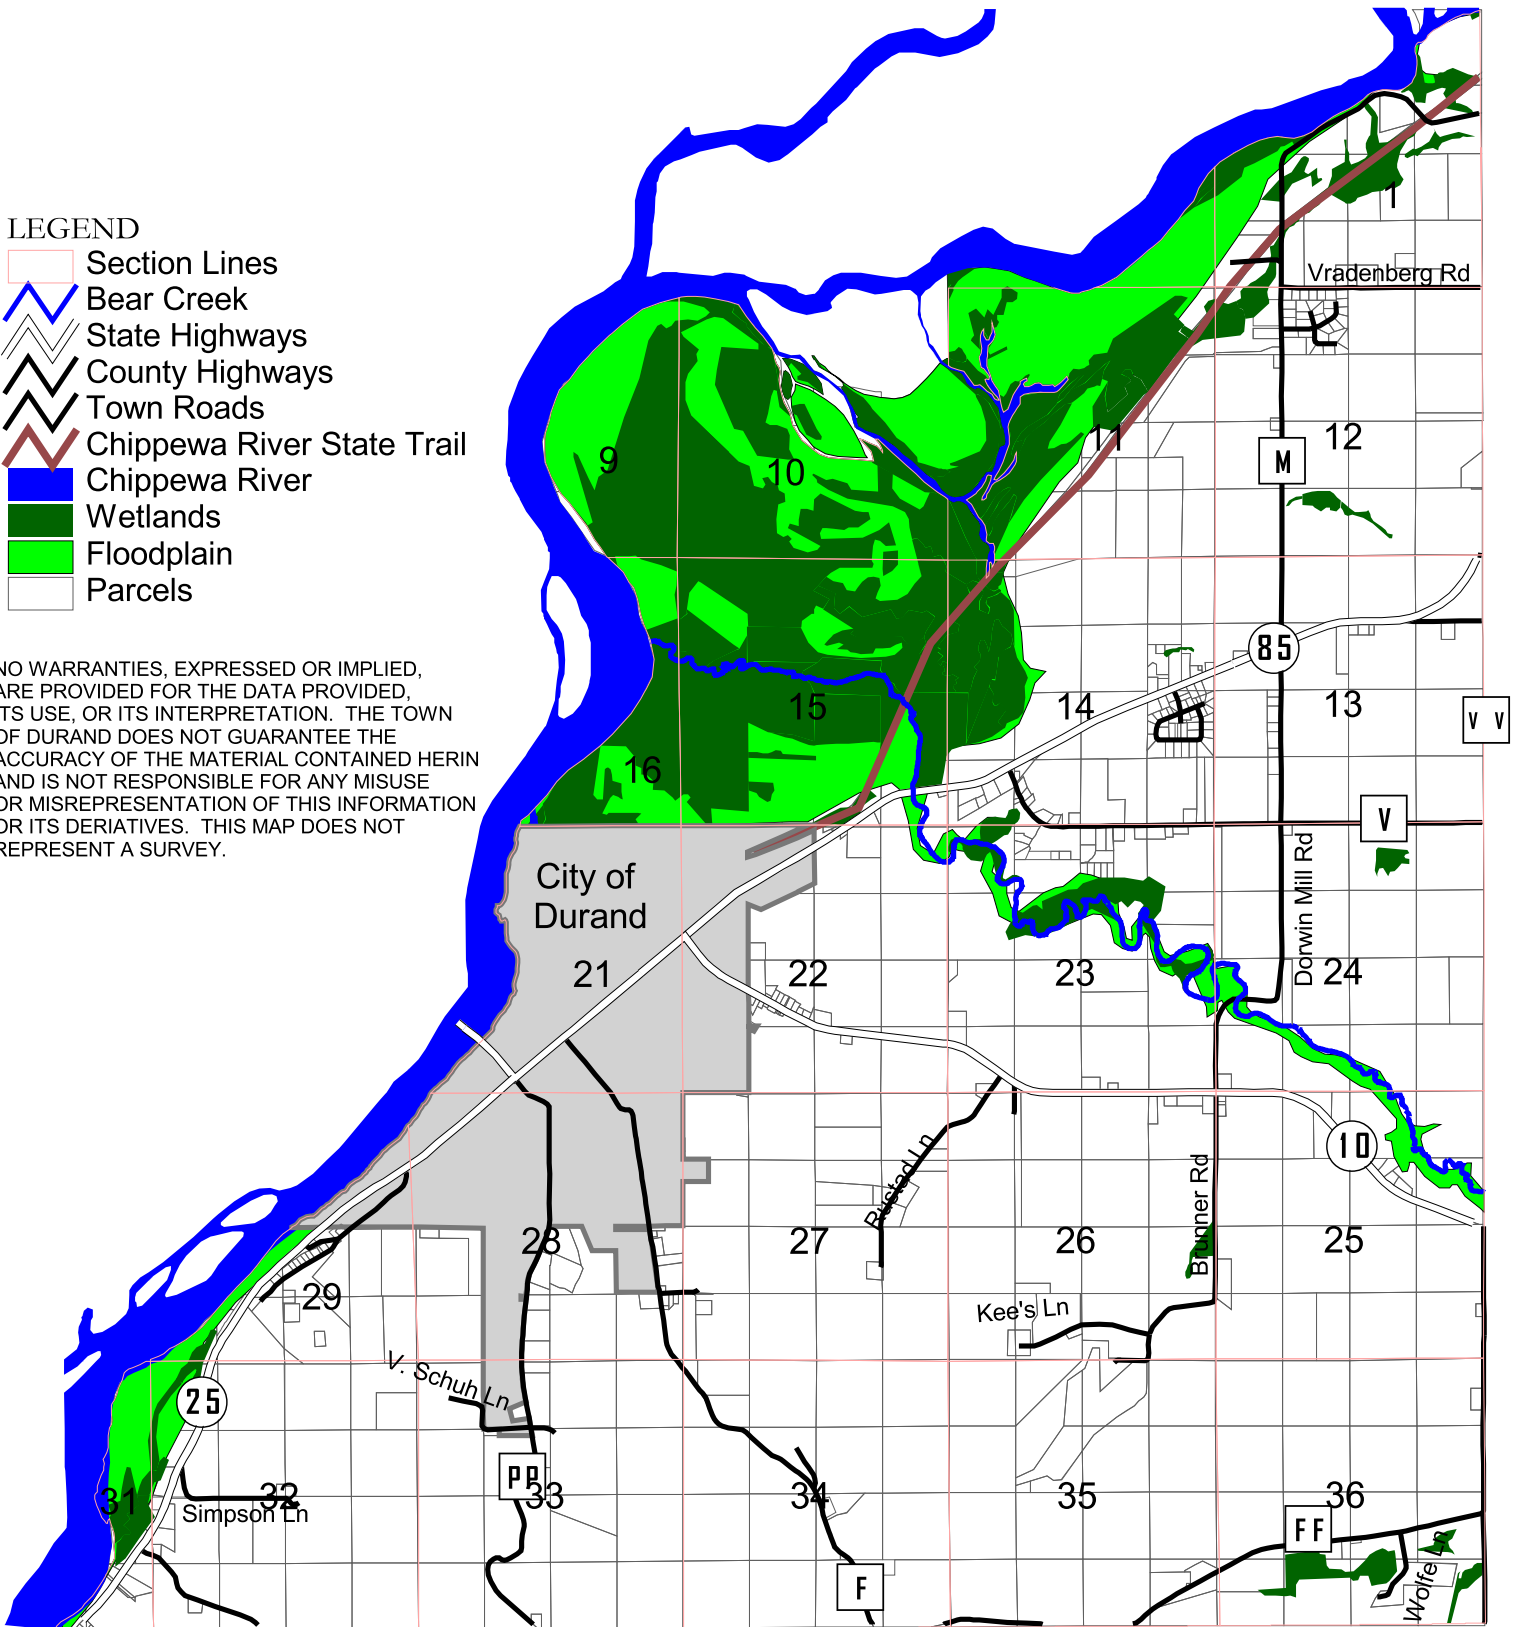 LEGEND
Section Lines
Bear Creek
State Highways
County Highways
Town Roads
Chippewa River State Trail
Chippewa River
Wetlands
Floodplain
Parcels
NO WARRANTIES, EXPRESSED OR IMPLIED,
ARE PROVIDED FOR THE DATA PROVIDED,
ITS USE, OR ITS INTERPRETATION. THE TOWN
OF DURAND DOES NOT GUARANTEE THE
ACCURACY OF THE MATERIAL CONTAINED HERIN
AND IS NOT RESPONSIBLE FOR ANY MISUSE
OR MISREPRESENTATION OF THIS INFORMATION
OR ITS DERIATIVES. THIS MAP DOES NOT
REPRESENT A SURVEY.
1
Vradenberg Rd
9
10
11
12
M
85
15
14
13
V V
16
V
City of
Durand
Dorwin Mill Rd
21
22
23
24
10
Rustad Ln
Brunner Rd
28
27
26
25
29
Kee's Ln
V. Schuh Ln
25
PP
31
32
33
34
35
36
Simpson Ln
FF
F
Wolfe Ln